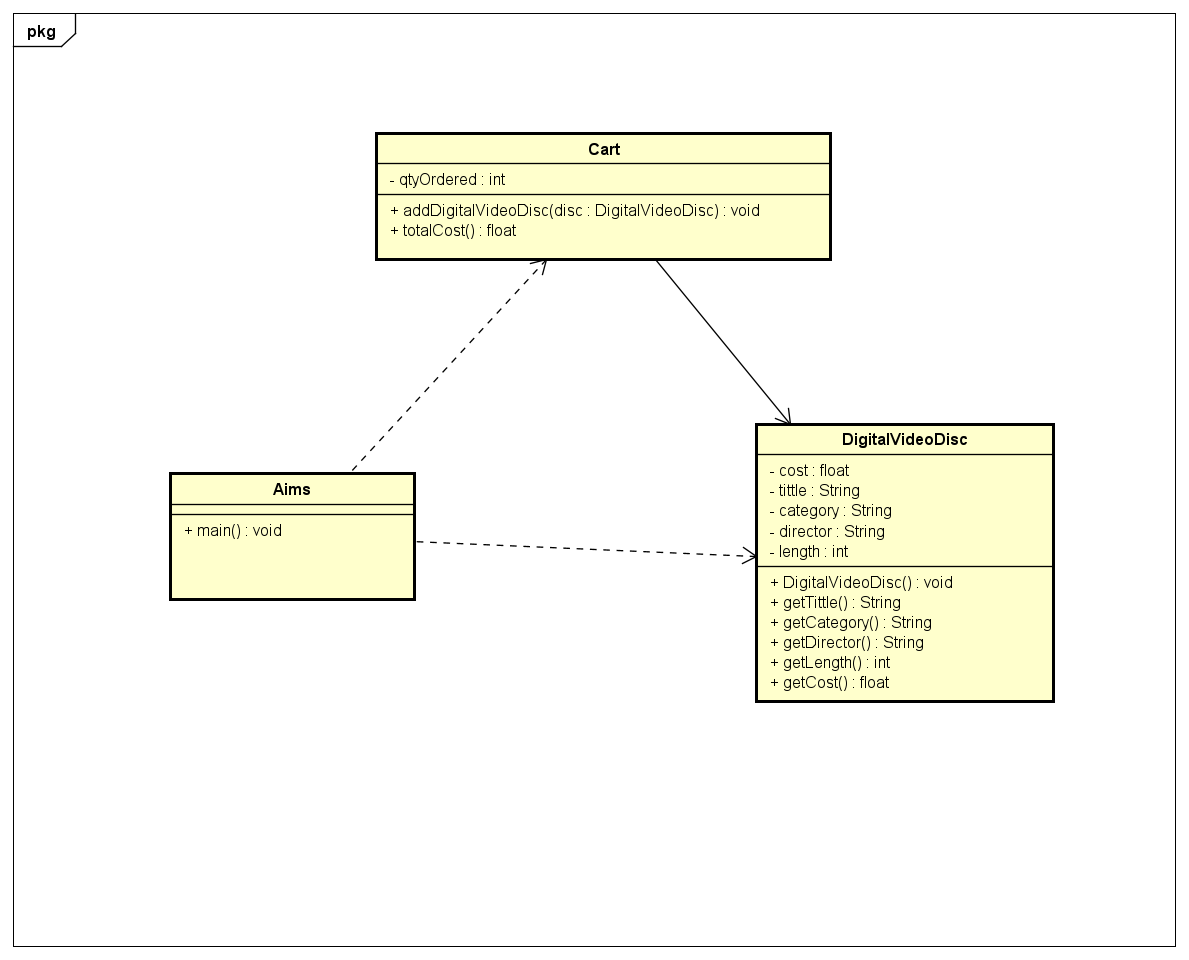 pkg
Cart
- qtyOrdered : int
+ addDigitalVideoDisc(disc : DigitalVideoDisc) : void
+ totalCost() : float
Aims
+ main() : void
DigitalVideoDisc
- cost : float
- tittle : String
- category : String
- director : String
- length : int
+ DigitalVideoDisc() : void
+ getTittle() : String
+ getCategory() : String
+ getDirector() : String
+ getLength() : int
+ getCost() : float